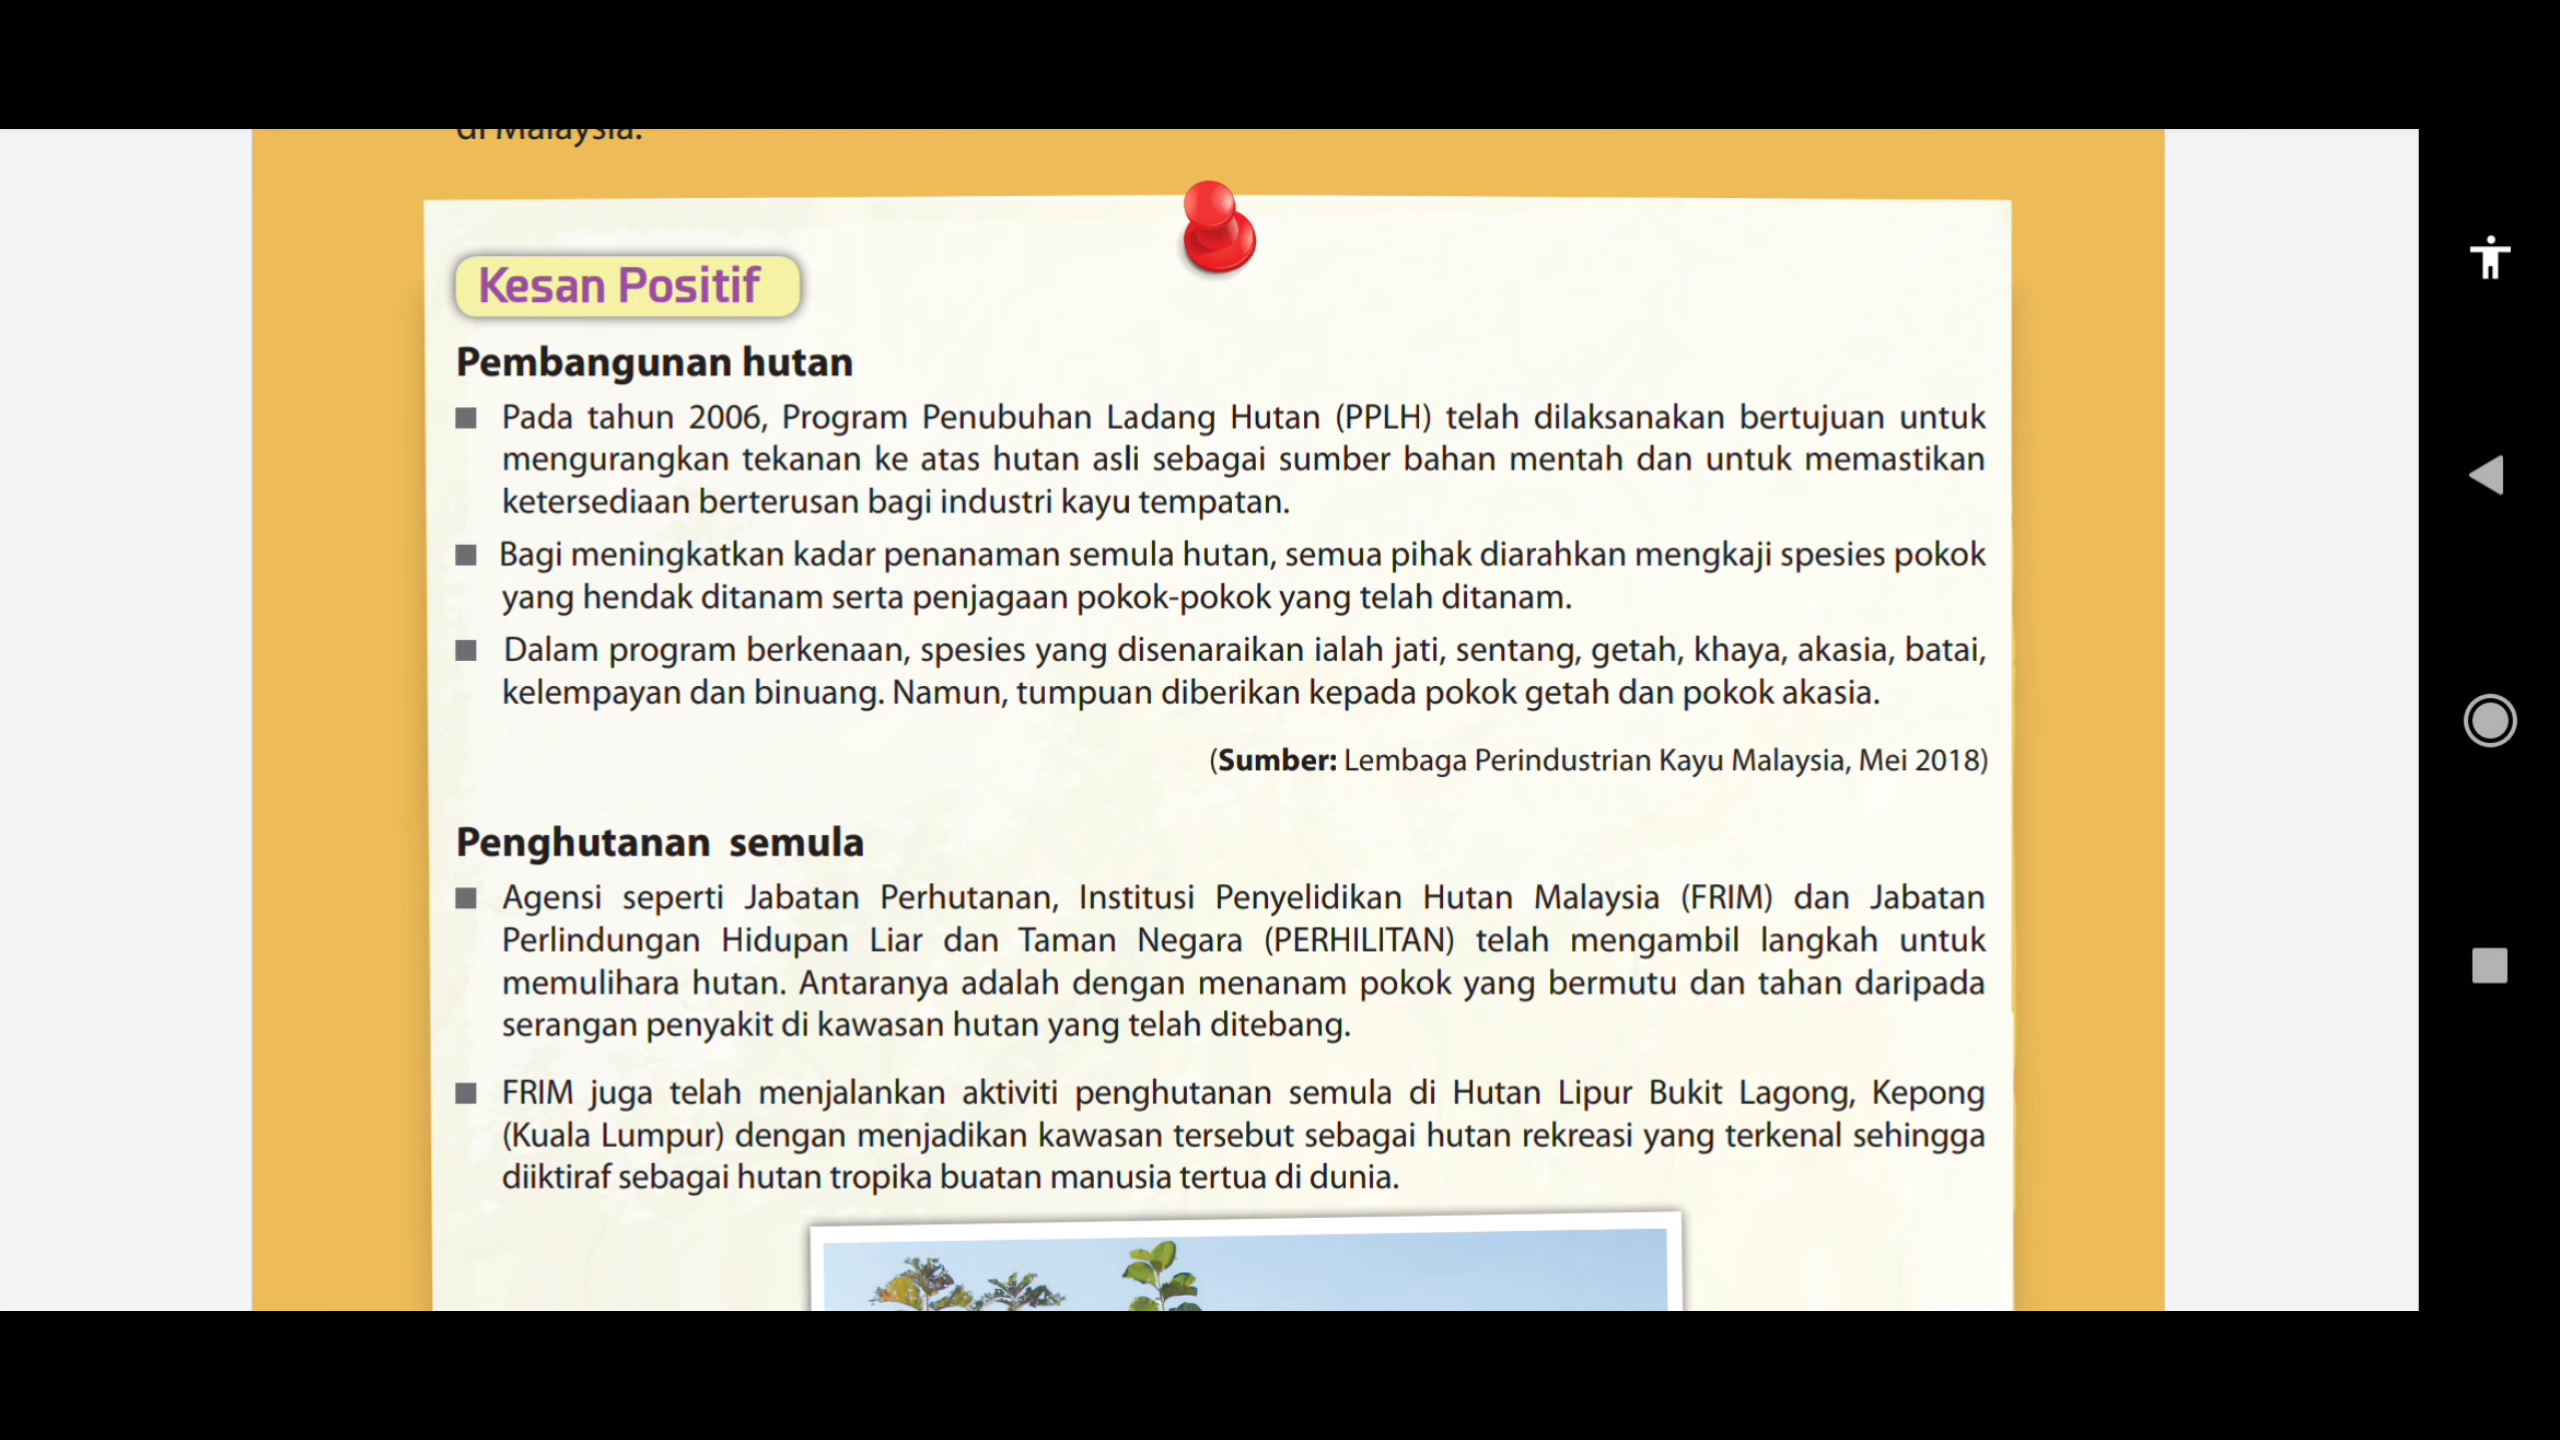 di Malaysia.
Kesan Positif
Pembangunan hutan
■ Pada tahun 2006, Program Penubuhan Ladang Hutan (PPLH) telah dilaksanakan bertujuan untuk
mengurangkan tekanan ke atas hutan asli sebagai sumber bahan mentah dan untuk memastikan
ketersediaan berterusan bagi industri kayu tempatan.
■ Bagi meningkatkan kadar penanaman semula hutan, semua pihak diarahkan mengkaji spesies pokok
yang hendak ditanam serta penjagaan pokok-pokok yang telah ditanam.
■ Dalam program berkenaan, spesies yang disenaraikan ialah jati, sentang, getah, khaya, akasia, batai,
kelempayan dan binuang. Namun, tumpuan diberikan kepada pokok getah dan pokok akasia.
(Sumber: Lembaga Perindustrian Kayu Malaysia, Mei 2018)
Penghutanan semula
■ Agensi seperti Jabatan Perhutanan, Institusi Penyelidikan Hutan Malaysia (FRIM) dan Jabatan
Perlindungan Hidupan Liar dan Taman Negara (PERHILITAN) telah mengambil langkah untuk
memulihara hutan. Antaranya adalah dengan menanam pokok yang bermutu dan tahan daripada
serangan penyakit di kawasan hutan yang telah ditebang.
■ FRIM juga telah menjalankan aktiviti penghutanan semula di Hutan Lipur Bukit Lagong, Kepong
(Kuala Lumpur) dengan menjadikan kawasan tersebut sebagai hutan rekreasi yang terkenal sehingga
diiktiraf sebagai hutan tropika buatan manusia tertua di dunia.